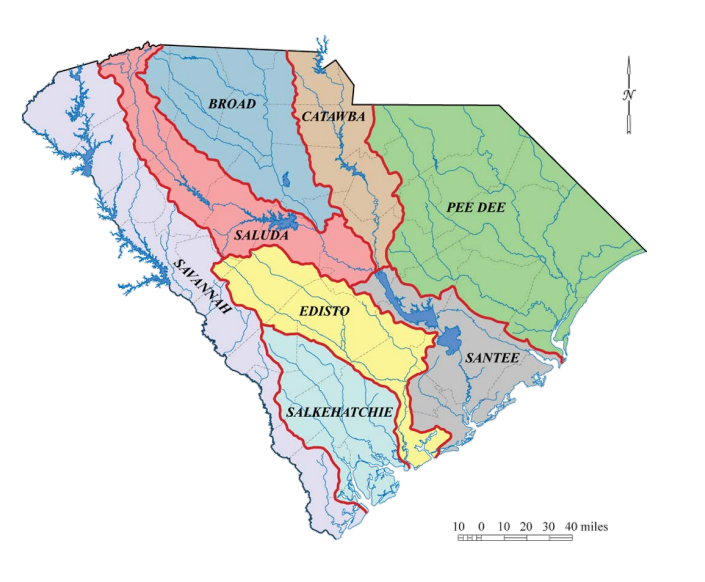 N
BROAD
CATAWBA
PEE DEE
SALUDA
SAVANNAH
EDISTO
SANTEE
SALKEHATCHIE
10 0 10 20 30 40 miles